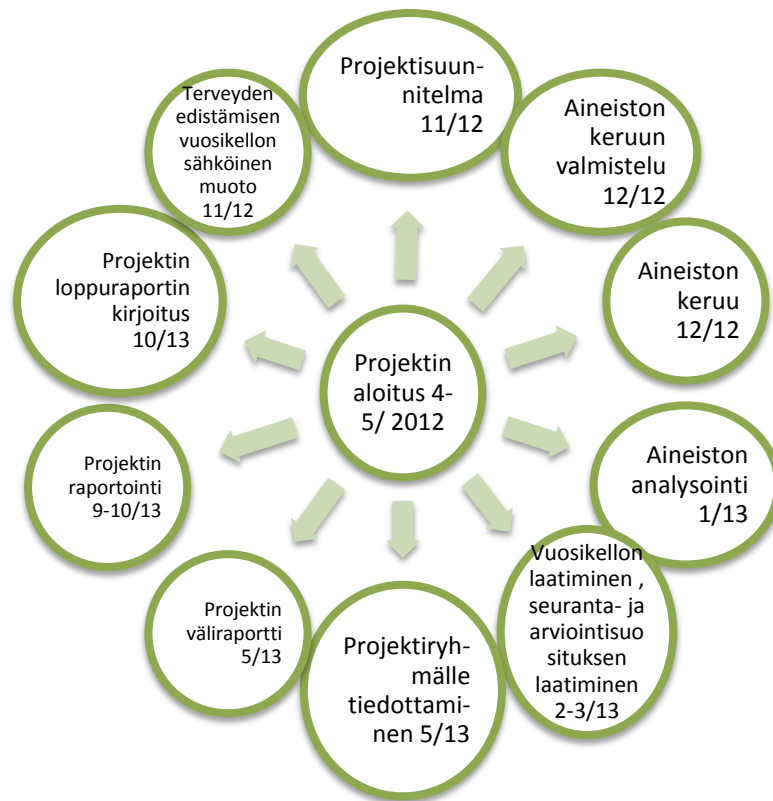 Projektisuun-
nitelma
11/12
Aineiston
keruun
valmistelu
12/12
Aineiston
keruu
12/12
Aineiston
analysointi
1/13
Vuosikellon
laatiminen ,
seuranta- ja
arviointisuo
situksen
laatiminen
2-3/13
Projektiryh-
mälle
tiedottami-
nen 5/13
Projektin
väliraportti
5/13
Projektin
raportointi
9-10/13
Projektin
loppuraportin
kirjoitus
10/13
Terveyden
edistämisen
vuosikellon
sähköinen
muoto
11/12
Projektin
aloitus 4-
5/ 2012